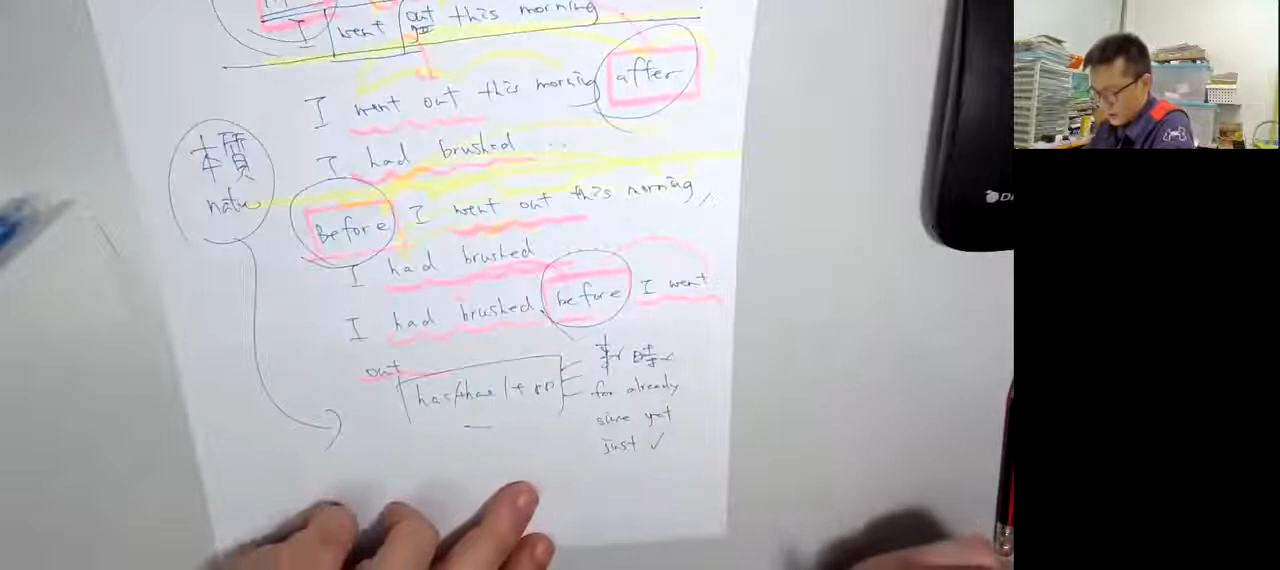 I went out this morning
I went out this morning after
I had brushed ..
本質
nature
Before I went out this morning,
I had brushed
I had brushed before I went
out
has/have + pp
事 時
for already
since yet
just ✓